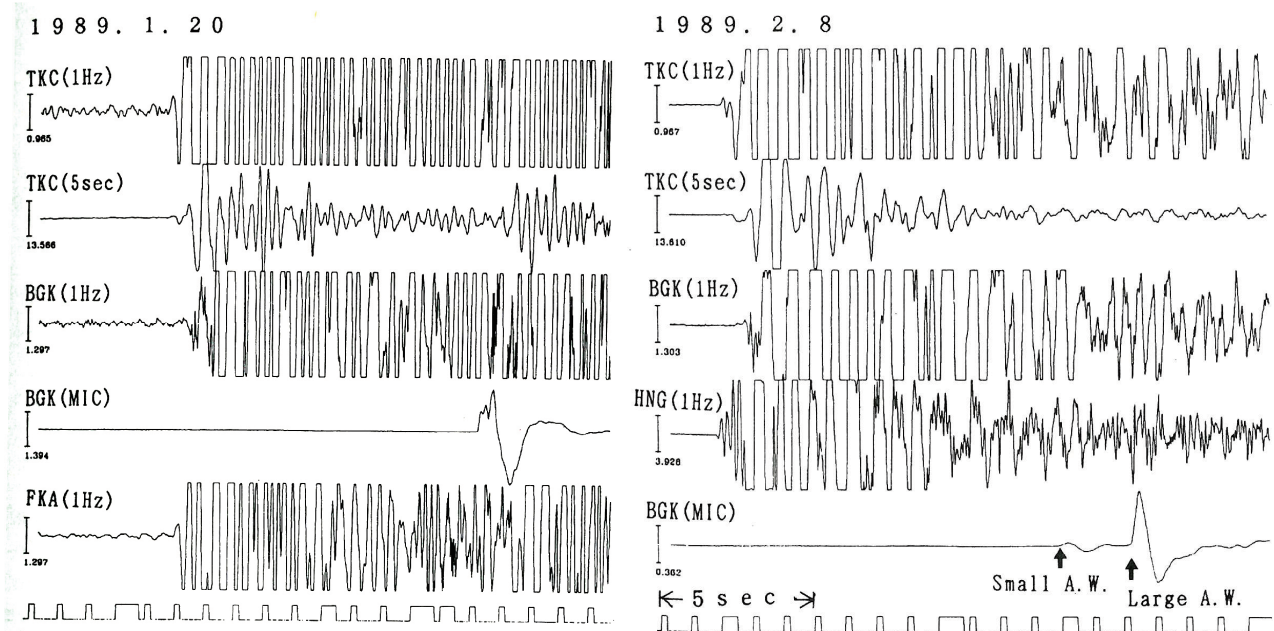 1989. 1. 20
TKC(1Hz)
0.965
TKC(5sec)
13.566
BGK(1Hz)
1.297
BGK(MIC)
1.394
FKA(1Hz)
1.297
1989. 2. 8
TKC(1Hz)
0.967
TKC(5sec)
13.610
BGK(1Hz)
1.303
HNG(1Hz)
3.926
BGK(MIC)
0.362
Small A.W.
Large A.W.
5 sec